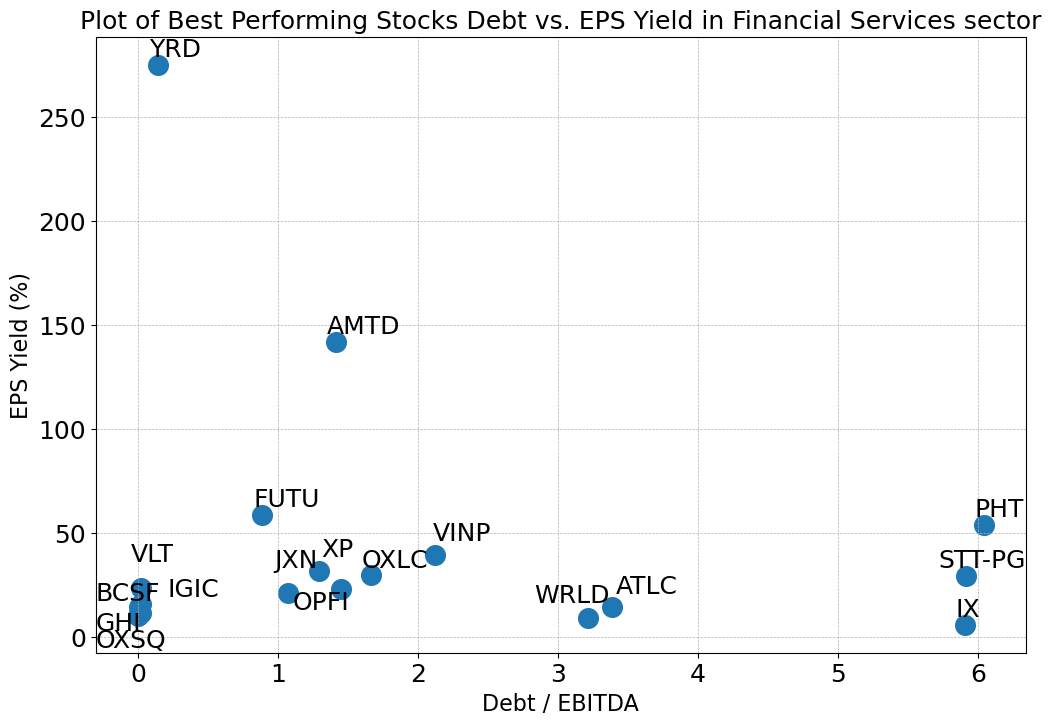 Plot of Best Performing Stocks Debt vs. EPS Yield in Financial Services sector
YRD
250
200
150
AMTD
EPS Yield (%)
100
FUTU
PHT
50
VINP
VLT
JXN
XP
OXLC
STT-PG
BCSF
IGIC
OPFI
WRLD
ATLC
GHI
IX
0
OXSQ
0 1 2 3 4 5 6
Debt / EBITDA